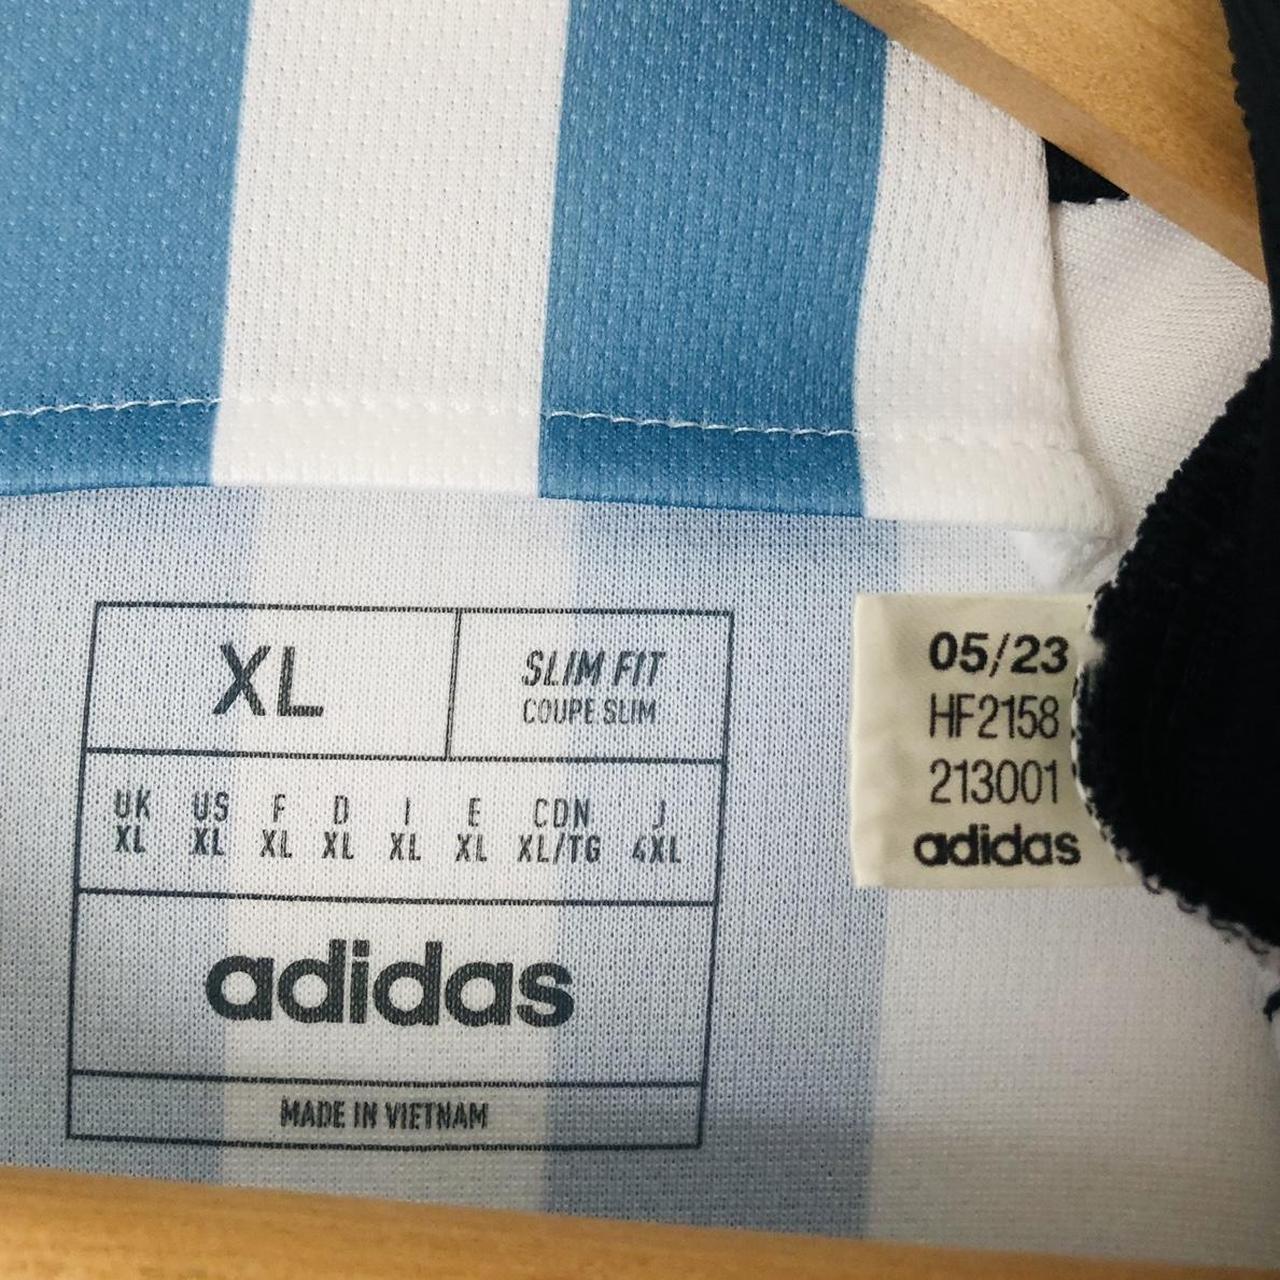 XL
SLIM FIT
COUPE SLIM
UK US F D I E CDN J
XL XL XL XL XL XL XL/TG 4XL
adidas
MADE IN VIETNAM
05/23
HF2158
213001
adidas